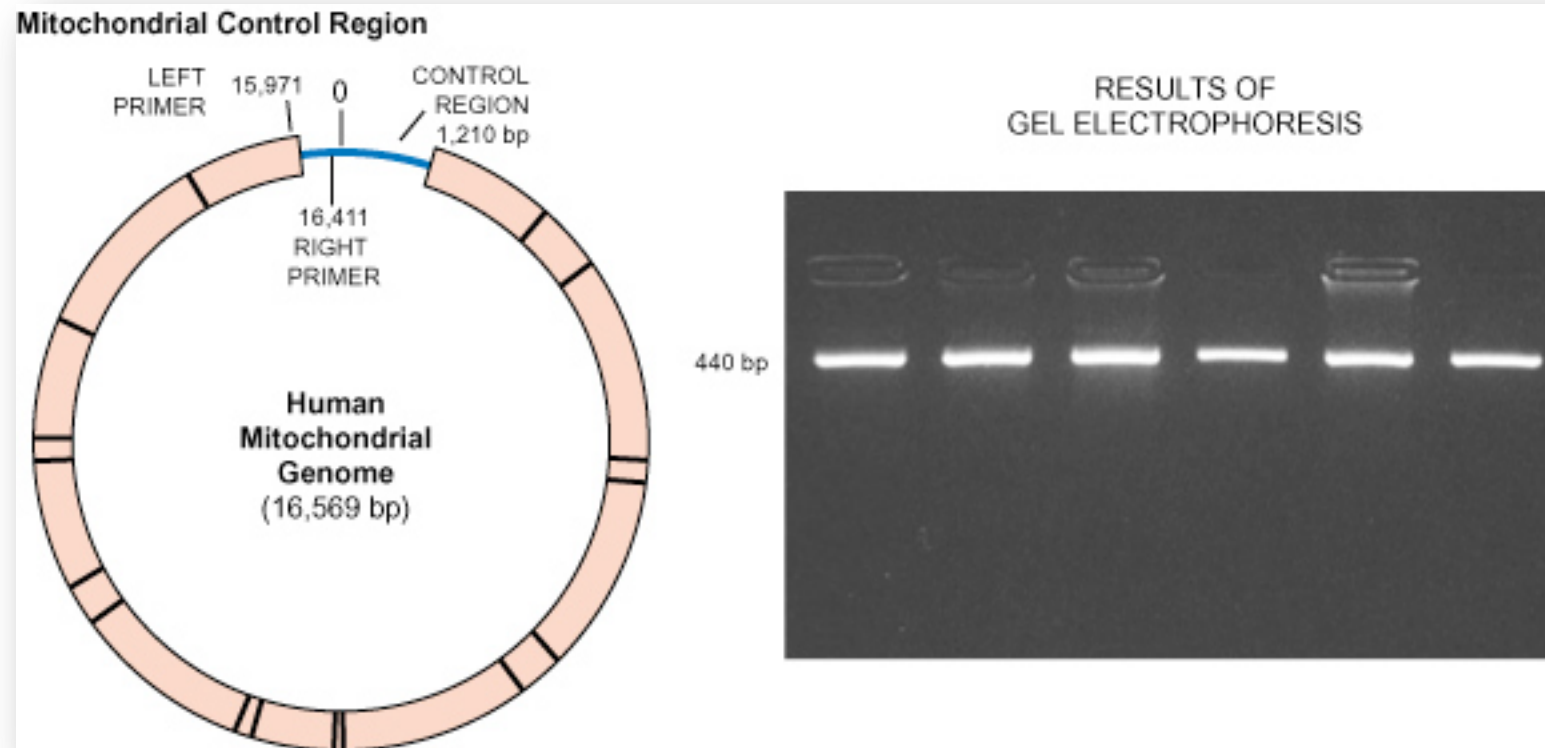 Mitochondrial Control Region
LEFT
PRIMER
15,971
0
CONTROL
REGION
1,210 bp
16,411
RIGHT
PRIMER
Human
Mitochondrial
Genome
(16,569 bp)
RESULTS OF
GEL ELECTROPHORESIS
440 bp